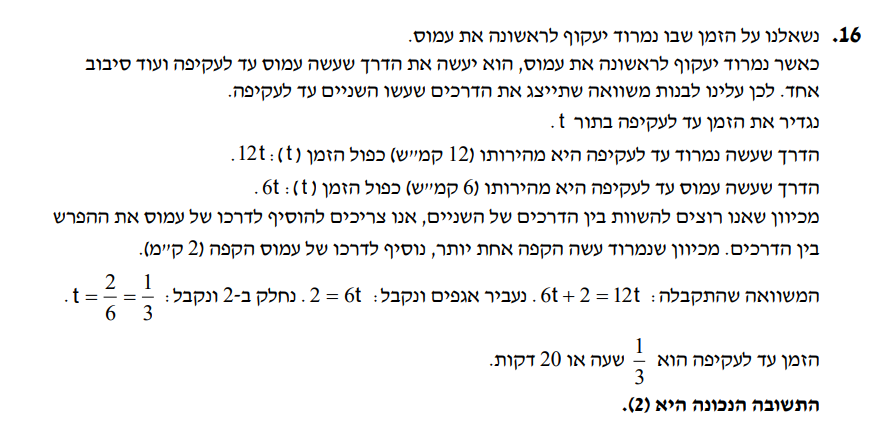 16. נשאלנו על הזמן שבו נמרוד יעקוף לראשונה את עמוס.
כאשר נמרוד יעקוף לראשונה את עמוס, הוא יעשה את הדרך שעשה עמוס עד לעקיפה ועוד סיבוב
אחד. לכן עלינו לבנות משוואה שתייצג את הדרכים שעשו השניים עד לעקיפה.
נגדיר את הזמן עד לעקיפה בתור t.
הדרך שעשה נמרוד עד לעקיפה היא מהירותו (12 קמ״ש) כפול הזמן (t): 12t.
הדרך שעשה עמוס עד לעקיפה היא מהירותו (6 קמ״ש) כפול הזמן (t): 6t.
מכיוון שאנו רוצים להשוות בין הדרכים של השניים, אנו צריכים להוסיף לדרכו של עמוס את ההפרש
בין הדרכים. מכיוון שנמרוד עשה הקפה אחת יותר, נוסיף לדרכו של עמוס הקפה (2 ק״מ).
המשוואה שהתקבלה: 6t + 2 = 12t. נעביר אגפים ונקבל: 2 = 6t. נחלק ב-2 ונקבל: t = 2/6 = 1/3.
הזמן עד לעקיפה הוא 1/3 שעה או 20 דקות.
התשובה הנכונה היא (2).